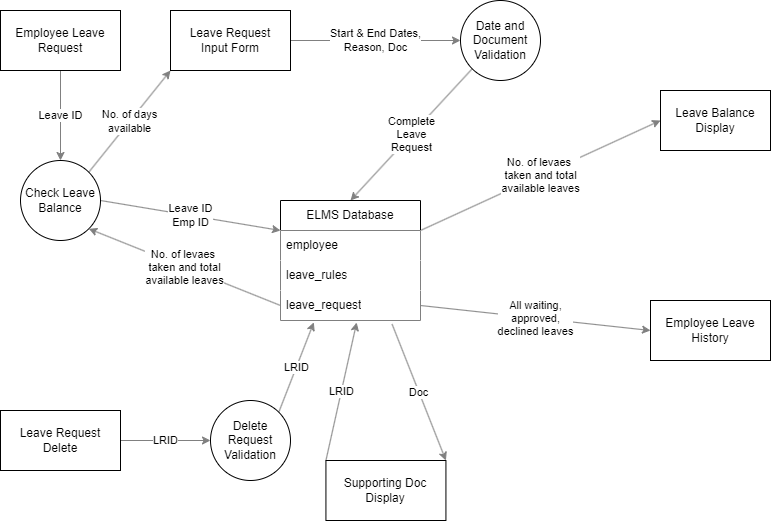 Employee Leave
Request
Leave Request
Input Form
Start & End Dates,
Reason, Doc
Date and
Document
Validation
Leave ID
No. of days
available
Complete
Leave
Request
Leave Balance
Display
Check Leave
Balance
Leave ID
Emp ID
No. of levaes
taken and total
available leaves
ELMS Database
employee
leave_rules
leave_request
No. of levaes
taken and total
available leaves
All waiting,
approved,
declined leaves
Employee Leave
History
LRID
LRID
Doc
Leave Request
Delete
LRID
Delete
Request
Validation
Supporting Doc
Display